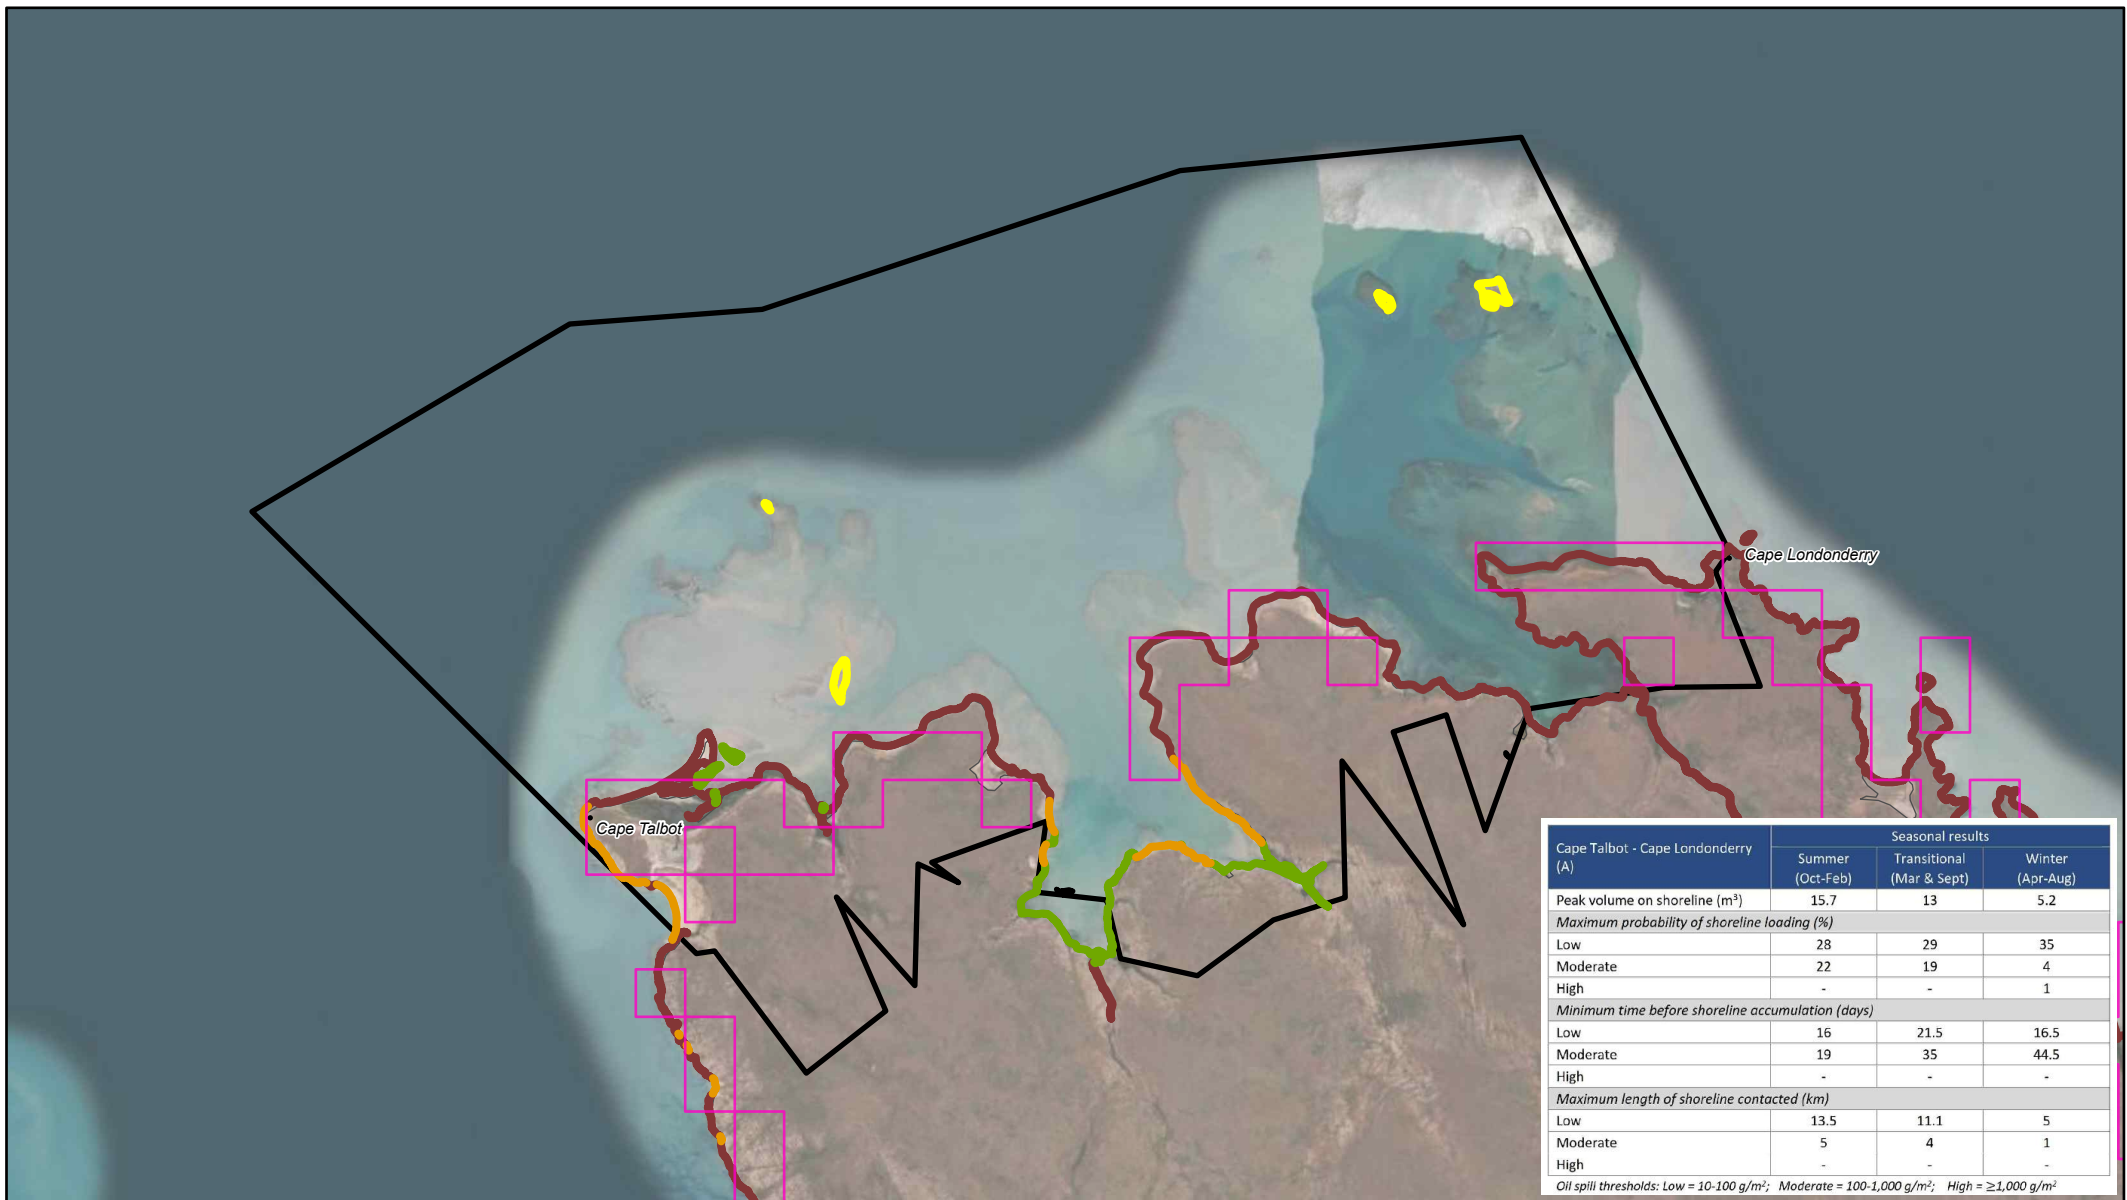 Cape Londonderry
Cape Talbot
Cape Talbot - Cape Londonderry (A)
Seasonal results
Summer (Oct-Feb) Transitional (Mar & Sept) Winter (Apr-Aug)
Peak volume on shoreline (m³) 15.7 13 5.2
Maximum probability of shoreline loading (%)
Low 28 29 35
Moderate 22 19 4
High - - 1
Minimum time before shoreline accumulation (days)
Low 16 21.5 16.5
Moderate 19 35 44.5
High - - -
Maximum length of shoreline contacted (km)
Low 13.5 11.1 5
Moderate 5 4 1
High - - -
Oil spill thresholds: Low = 10-100 g/m²; Moderate = 100-1,000 g/m²; High = ≥1,000 g/m²